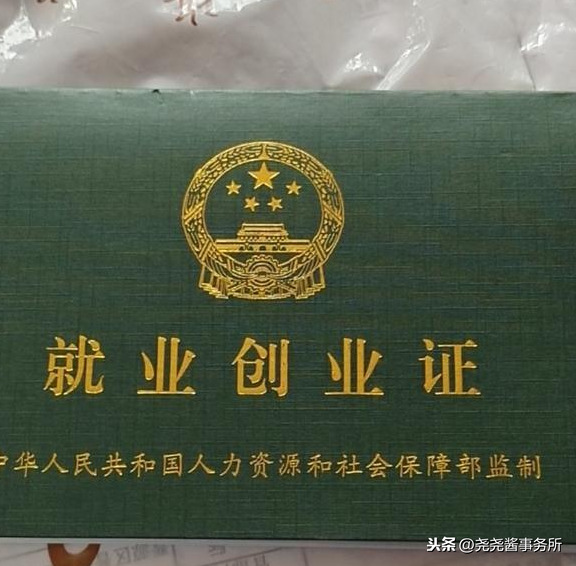 就业创业证
中华人民共和国人力资源和社会保障部监制
头条@尧尧酱事务所